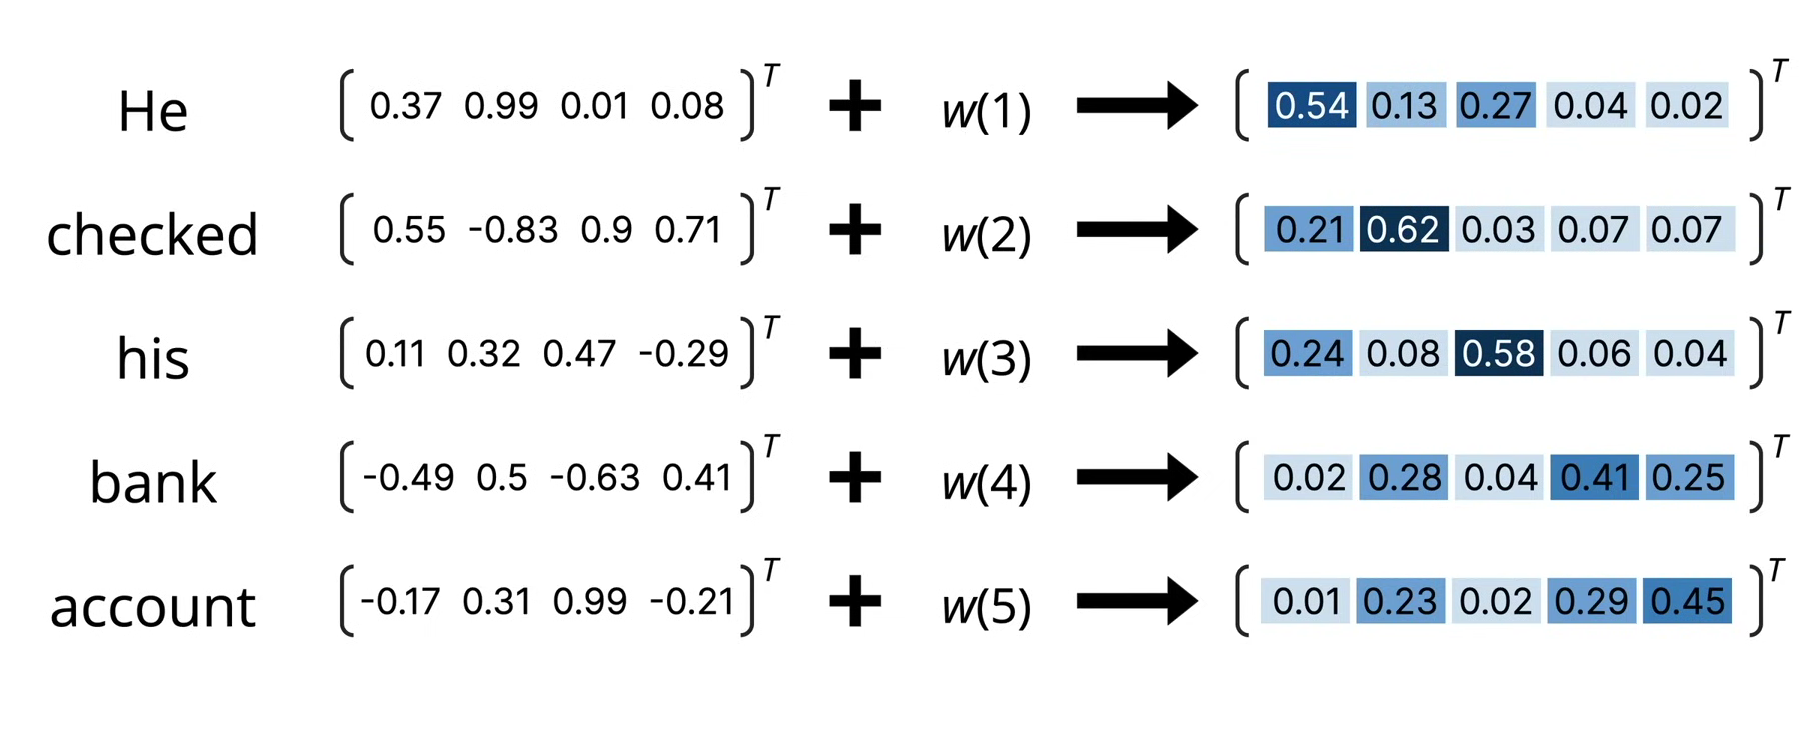 He [ 0.37 0.99 0.01 0.08 ]T + w(1) → [ 0.54 0.13 0.27 0.04 0.02 ]T
checked [ 0.55 -0.83 0.9 0.71 ]T + w(2) → [ 0.21 0.62 0.03 0.07 0.07 ]T
his [ 0.11 0.32 0.47 -0.29 ]T + w(3) → [ 0.24 0.08 0.58 0.06 0.04 ]T
bank [ -0.49 0.5 -0.63 0.41 ]T + w(4) → [ 0.02 0.28 0.04 0.41 0.25 ]T
account [ -0.17 0.31 0.99 -0.21 ]T + w(5) → [ 0.01 0.23 0.02 0.29 0.45 ]T